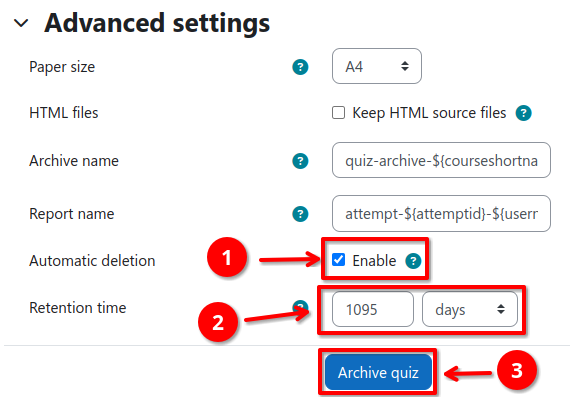 Advanced settings
Paper size ? A4
HTML files Keep HTML source files ?
Archive name ? quiz-archive-${courseshortna
Report name ? attempt-${attemptid}-${userr
Automatic deletion 1 Enable ?
Retention time 2 ? 1095 days
Archive quiz 3